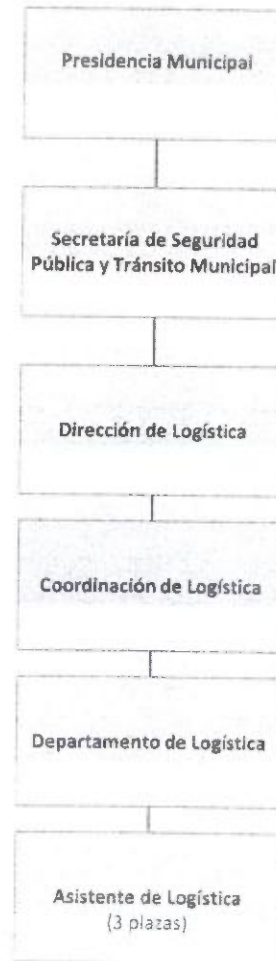 Presidencia Municipal
Secretaría de Seguridad
Pública y Tránsito Municipal
Dirección de Logística
Coordinación de Logística
Departamento de Logística
Asistente de Logística
(3 plazas)